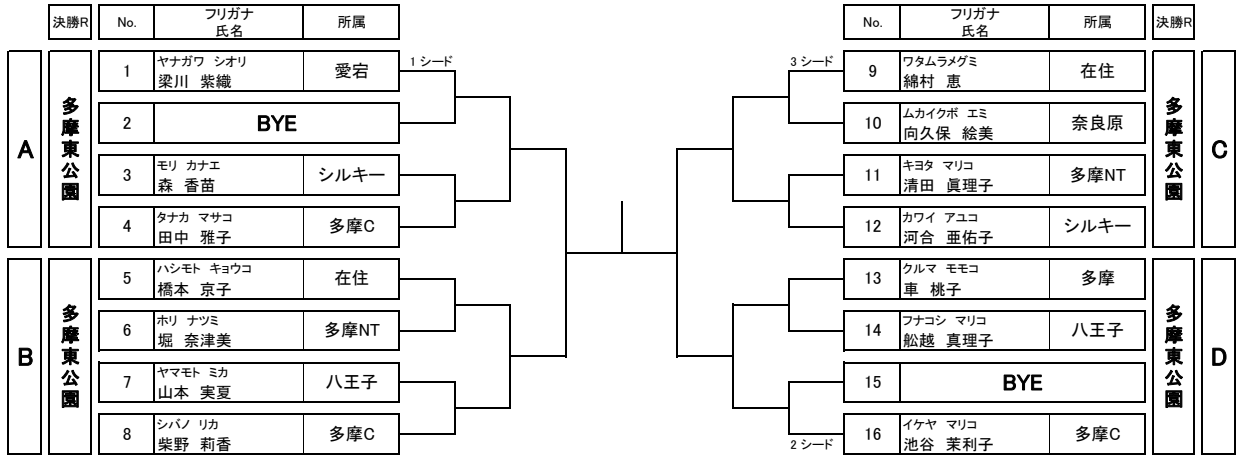 決勝R No. フリガナ 氏名 所属
A 多摩東公園
1 ヤナガワ シオリ 梁川 紫織 愛宕 1シード
2 BYE
3 モリ カナエ 森 香苗 シルキー
4 タナカ マサコ 田中 雅子 多摩C
B 多摩東公園
5 ハシモト キョウコ 橋本 京子 在住
6 ホリ ナツミ 堀 奈津美 多摩NT
7 ヤマモト ミカ 山本 実夏 八王子
8 シバノ リカ 柴野 莉香 多摩C
No. フリガナ 氏名 所属 決勝R
C 多摩東公園
3シード 9 ワタムラメグミ 綿村 恵 在住
10 ムカイクボ エミ 向久保 絵美 奈良原
11 キヨタ マリコ 清田 眞理子 多摩NT
12 カワイ アユコ 河合 亜佑子 シルキー
D 多摩東公園
13 クルマ モモコ 車 桃子 多摩
14 フナコシ マリコ 舩越 真理子 八王子
15 BYE
2シード 16 イケヤ マリコ 池谷 茉利子 多摩C